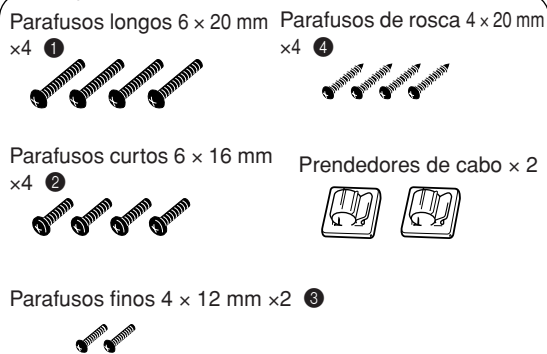 Parafusos longos 6 × 20 mm
×4 ❶
Parafusos de rosca 4 × 20 mm
×4 ❹
Parafusos curtos 6 × 16 mm
×4 ❷
Prendedores de cabo × 2
Parafusos finos 4 × 12 mm ×2 ❸